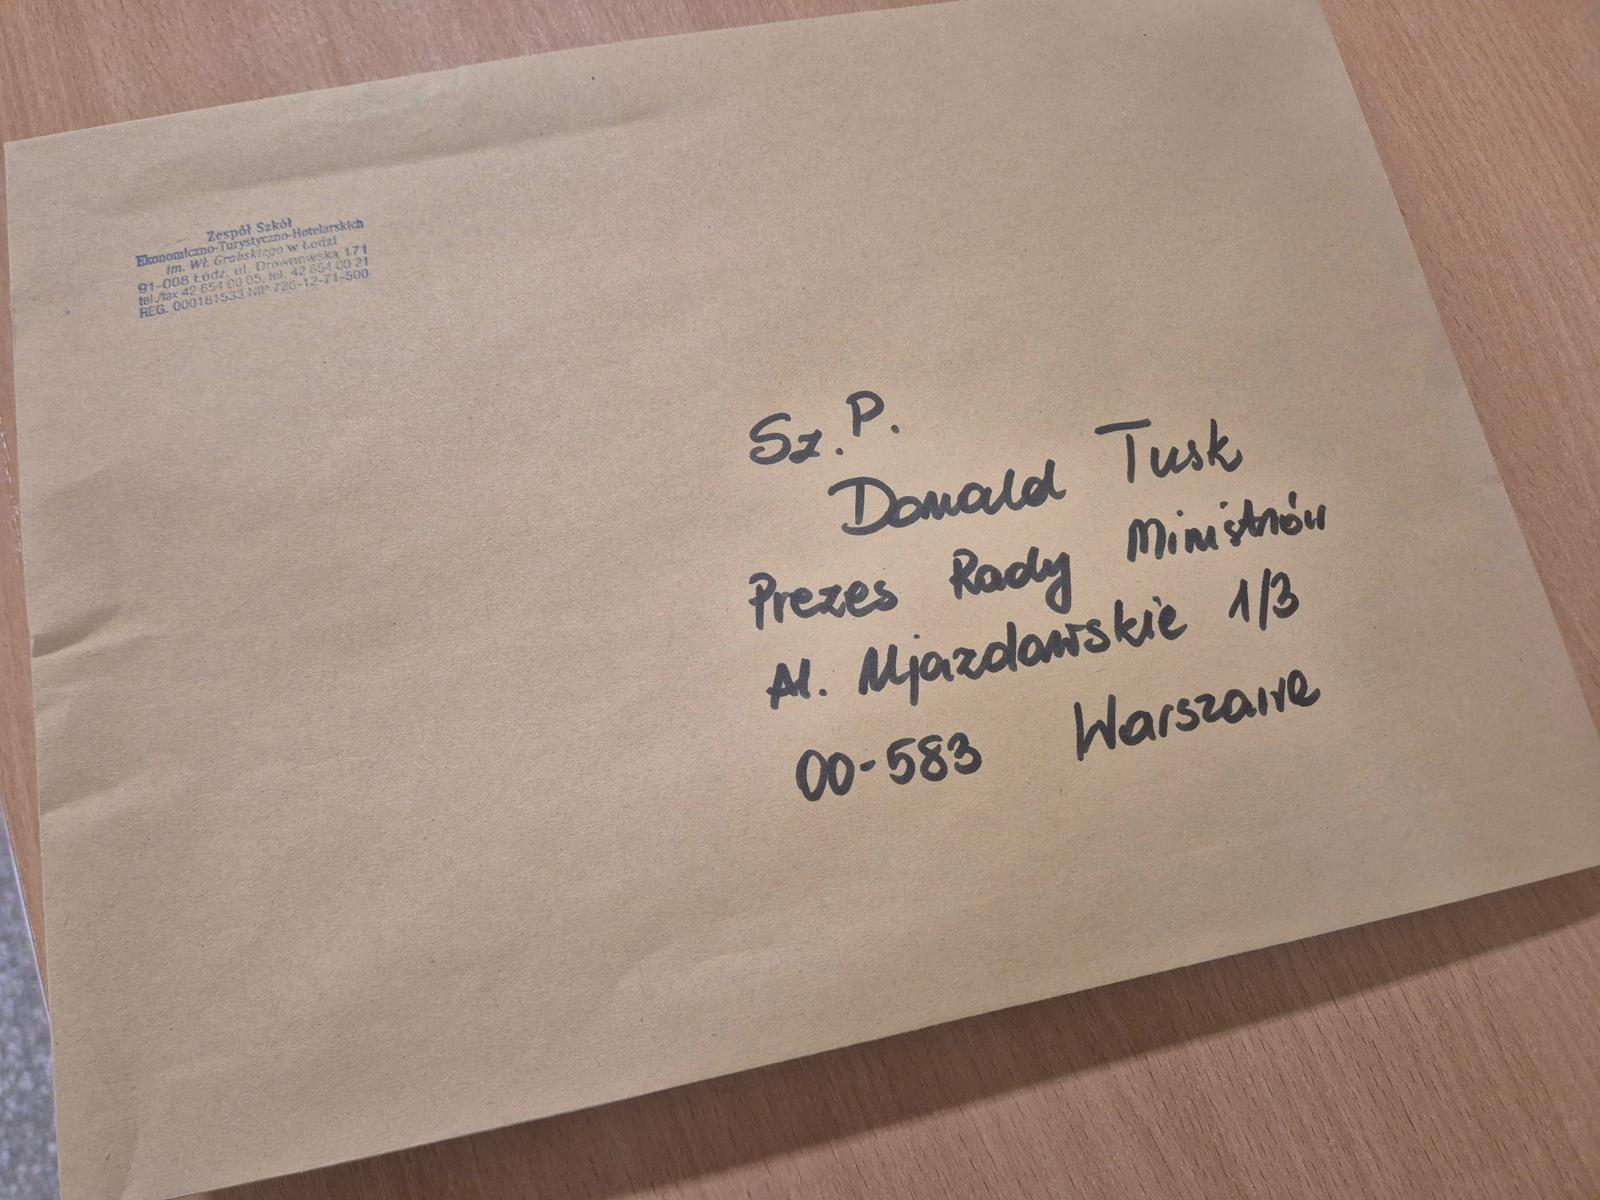 Zespół Szkół
Ekonomiczno-Turystyczno-Hotelarskich
im. Wł. Grabskiego w Łodzi
91-008 Łódź, ul. Drewnowska 171
tel./fax 42 654 00 05, tel. 42 654 00 21
REG. 000181533 NIP 726-12-71-500
Sz. P.
Donald Tusk
Prezes Rady Ministrów
Al. Ujazdowskie 1/3
00-583 Warszawa